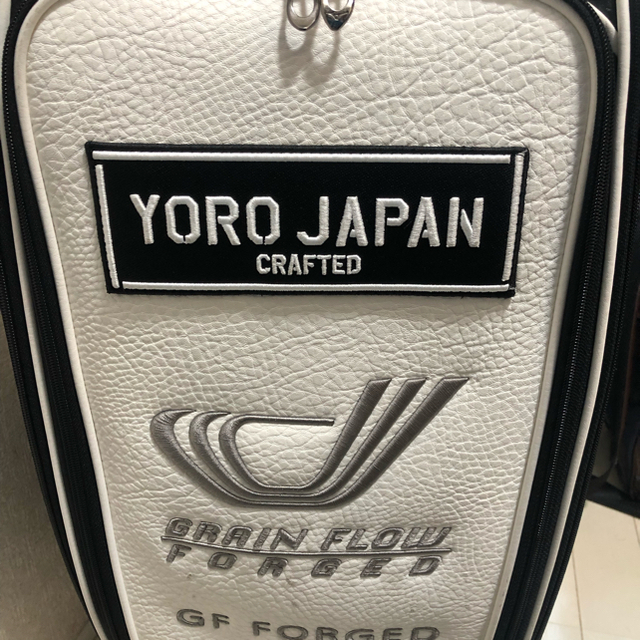 YORO JAPAN
CRAFTED
GRAIN FLOW
FORGED
GF FORGED